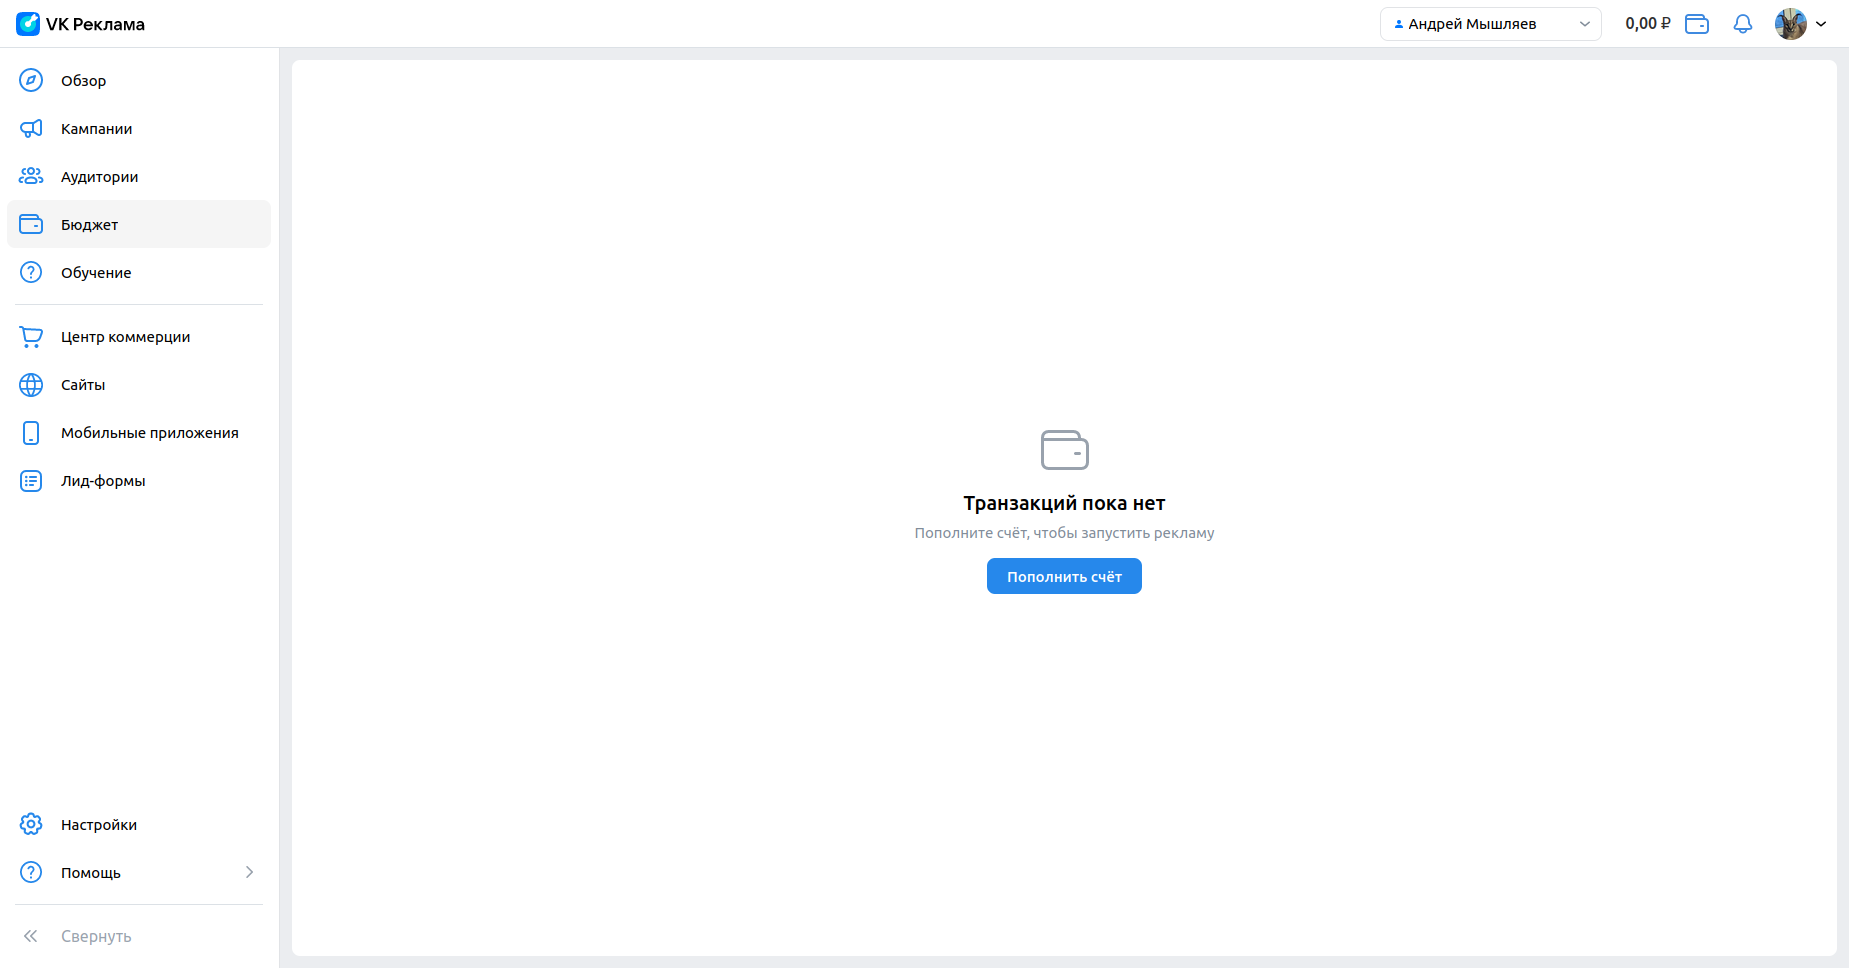 VK Реклама
Андрей Мышляев
0,00 ₽
Обзор
Кампании
Аудитории
Бюджет
Обучение
Центр коммерции
Сайты
Мобильные приложения
Лид-формы
Транзакций пока нет
Пополните счёт, чтобы запустить рекламу
Пополнить счёт
Настройки
Помощь
Свернуть